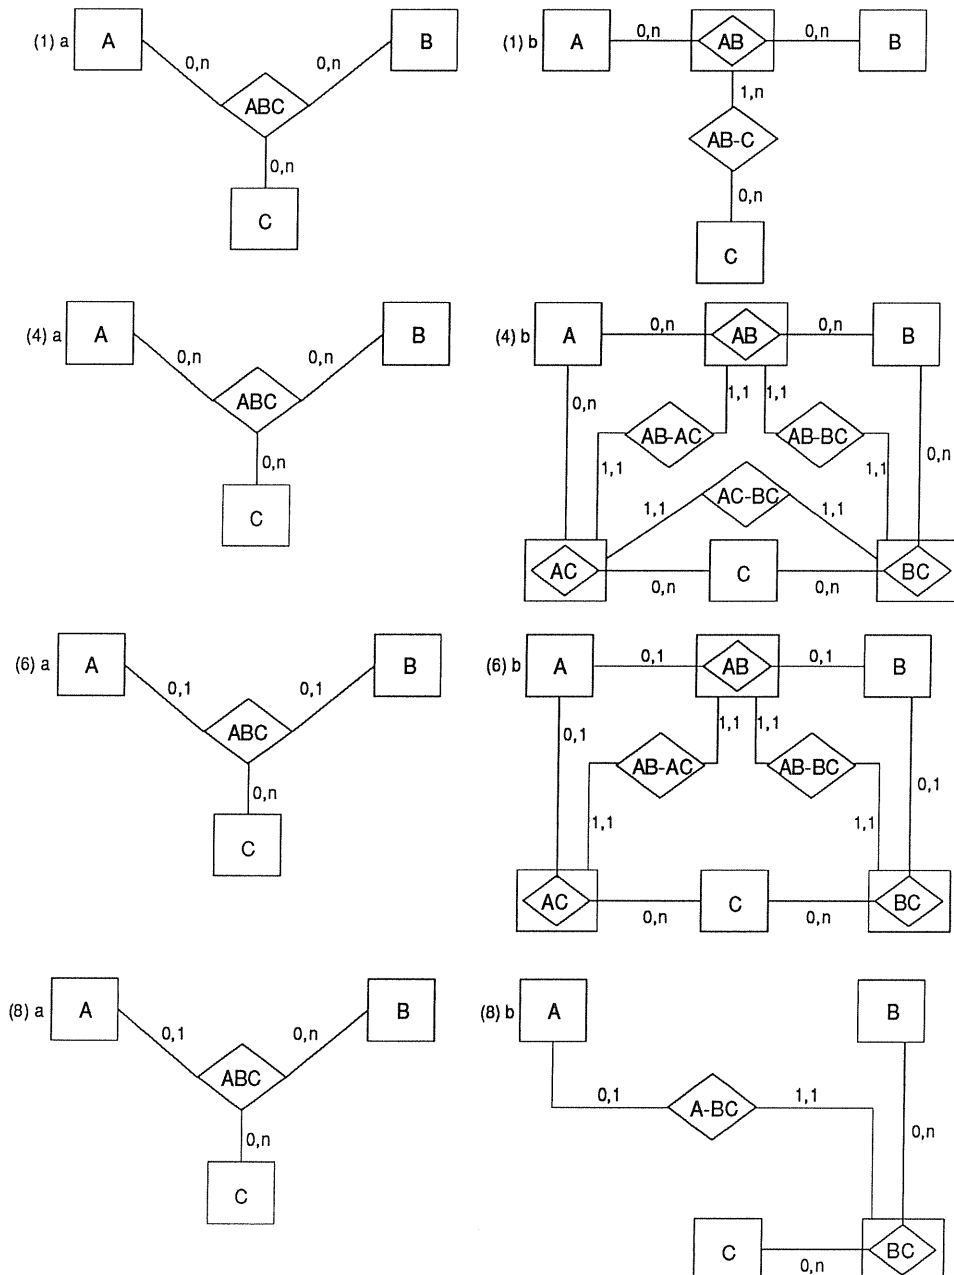 (1) a A B (1) b A 0,n AB 0,n B
0,n 0,n
ABC 1,n
AB-C
0,n 0,n
C
C
(4) a A B (4) b A 0,n AB 0,n B
0,n 0,n
1,1 1,1
ABC 0,n
AB-AC AB-BC
0,n 1,1 1,1 0,n
AC-BC
C 1,1 1,1
AC C BC
0,n 0,n
(6) a A B (6) b A 0,1 AB 0,1 B
0,1 0,1
1,1 1,1
ABC 0,1
AB-AC AB-BC
0,n 0,1
1,1 1,1
C
AC C BC
0,n 0,n
(8) a A B (8) b A B
0,1 0,n
ABC 0,1 A-BC 1,1
0,n 0,n
C
C BC
0,n